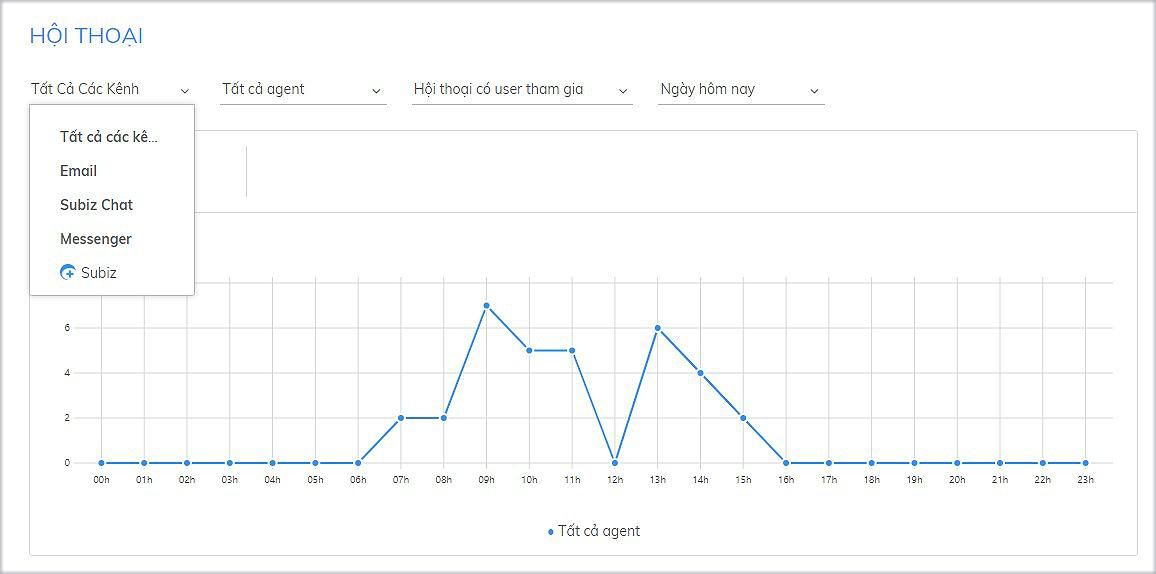 HỘI THOẠI
Tất Cả Các Kênh
Tất cả agent
Hội thoại có user tham gia
Ngày hôm nay
Tất cả các kê...
Email
Subiz Chat
Messenger
Subiz
6
4
2
0
00h 01h 02h 03h 04h 05h 06h 07h 08h 09h 10h 11h 12h 13h 14h 15h 16h 17h 18h 19h 20h 21h 22h 23h
Tất cả agent